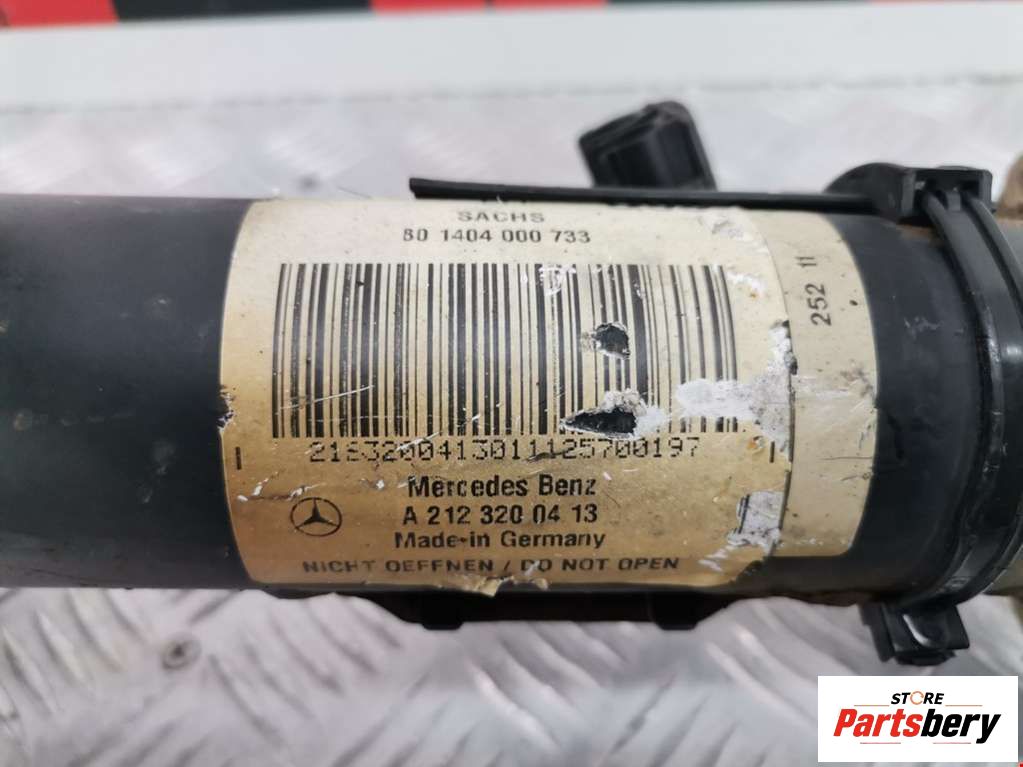 SACHS
80 1404 000 733
252 11
Mercedes Benz
A 212 320 04 13
Made-in Germany
NICHT OEFFNEN / DO NOT OPEN
STORE
Partsbery